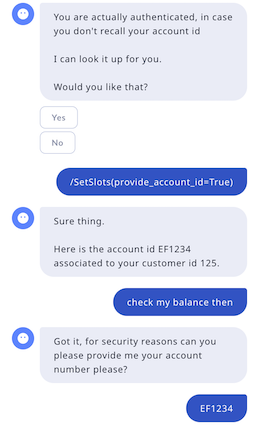 You are actually authenticated, in case
you don't recall your account id
I can look it up for you.
Would you like that?
Yes
No
/SetSlots(provide_account_id=True)
Sure thing.
Here is the account id EF1234
associated to your customer id 125.
check my balance then
Got it, for security reasons can you
please provide me your account
number please?
EF1234